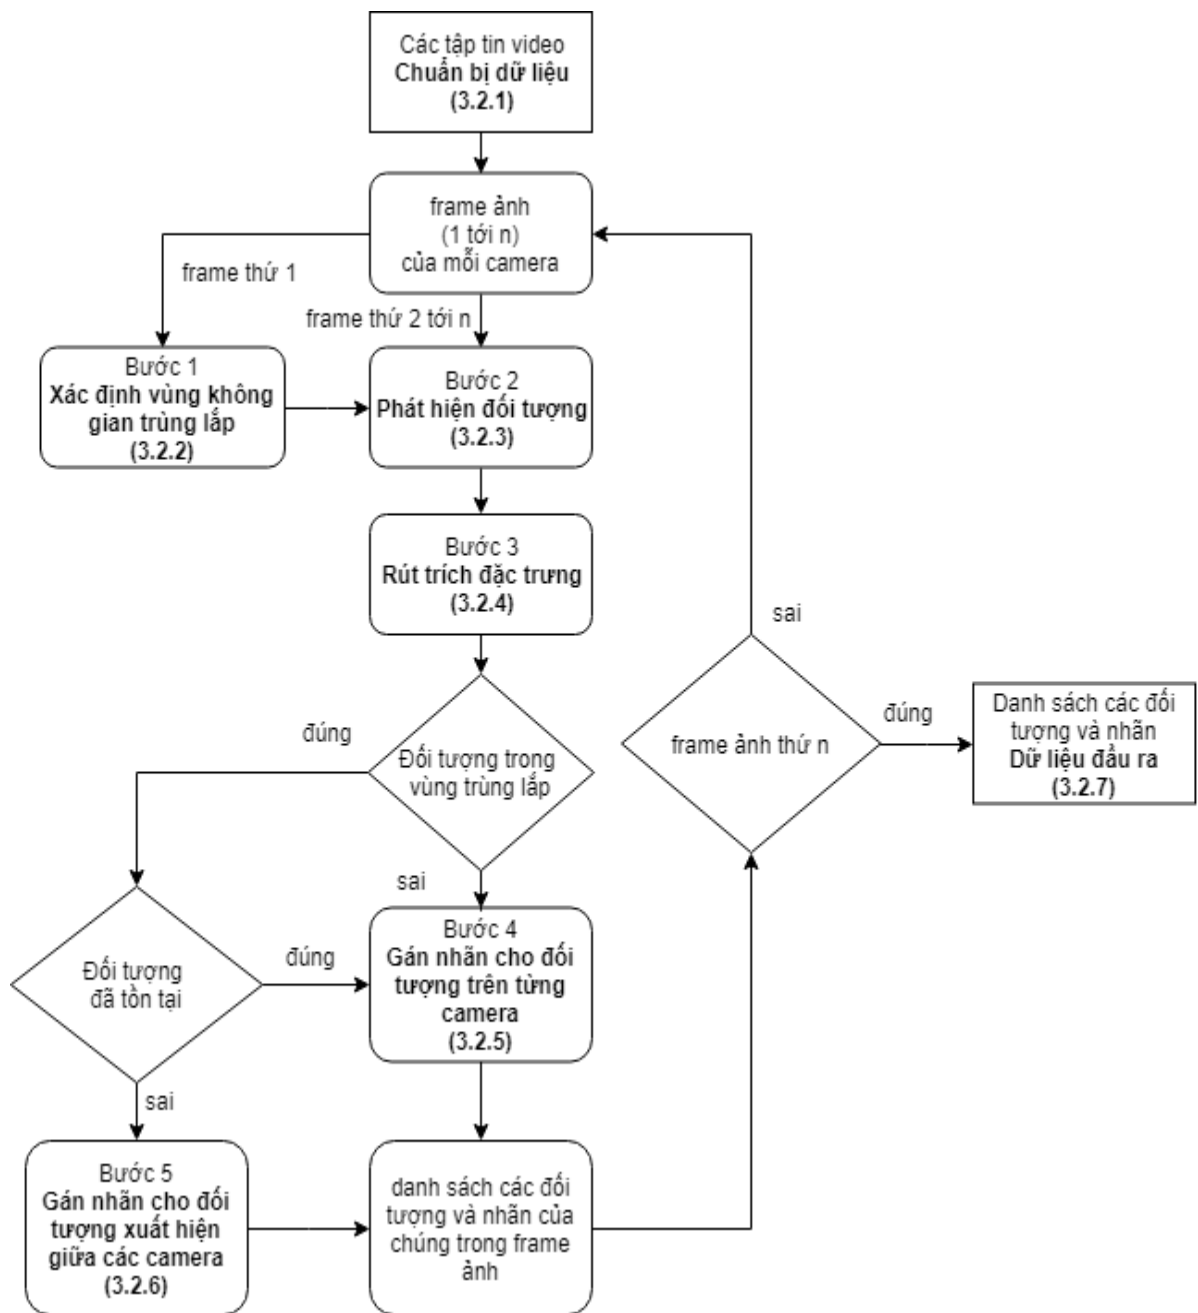 Các tập tin video
Chuẩn bị dữ liệu
(3.2.1)
frame ảnh
(1 tới n)
của mỗi camera
frame thứ 1
frame thứ 2 tới n
Bước 1
Xác định vùng không
gian trùng lắp
(3.2.2)
Bước 2
Phát hiện đối tượng
(3.2.3)
Bước 3
Rút trích đặc trưng
(3.2.4)
đúng
Đối tượng trong
vùng trùng lắp
sai
Đối tượng
đã tồn tại
đúng
sai
Bước 4
Gán nhãn cho đối
tượng trên từng
camera
(3.2.5)
Bước 5
Gán nhãn cho đối
tượng xuất hiện
giữa các camera
(3.2.6)
danh sách các đối
tượng và nhãn của
chúng trong frame
ảnh
sai
frame ảnh thứ n
đúng
Danh sách các đối
tượng và nhãn
Dữ liệu đầu ra
(3.2.7)